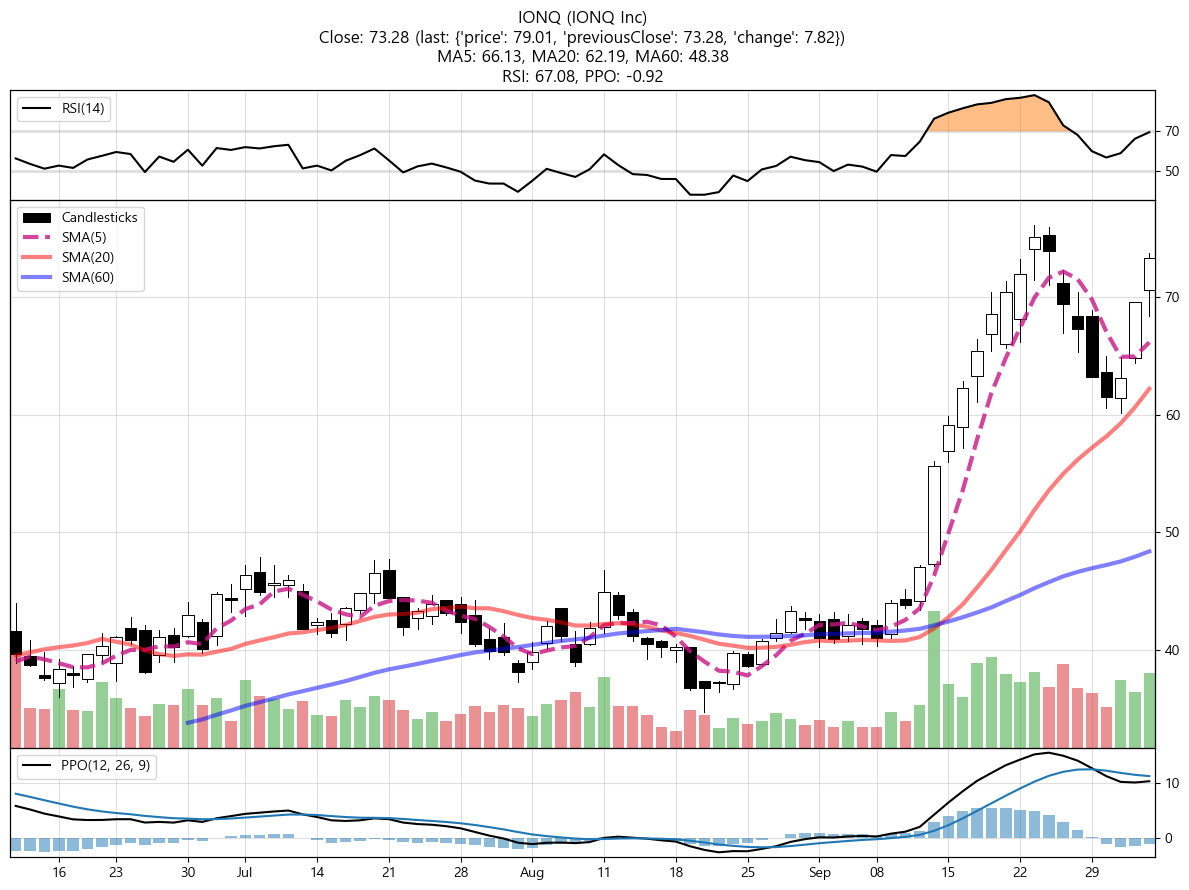 IONQ (IONQ Inc)
Close: 73.28 (last: {'price': 79.01, 'previousClose': 73.28, 'change': 7.82})
MA5: 66.13, MA20: 62.19, MA60: 48.38
RSI: 67.08, PPO: -0.92
RSI(14)
70
50
Candlesticks
SMA(5)
SMA(20)
SMA(60)
70
60
50
40
PPO(12, 26, 9)
10
0
16 23 30 Jul 14 21 28 Aug 11 18 25 Sep 08 15 22 29